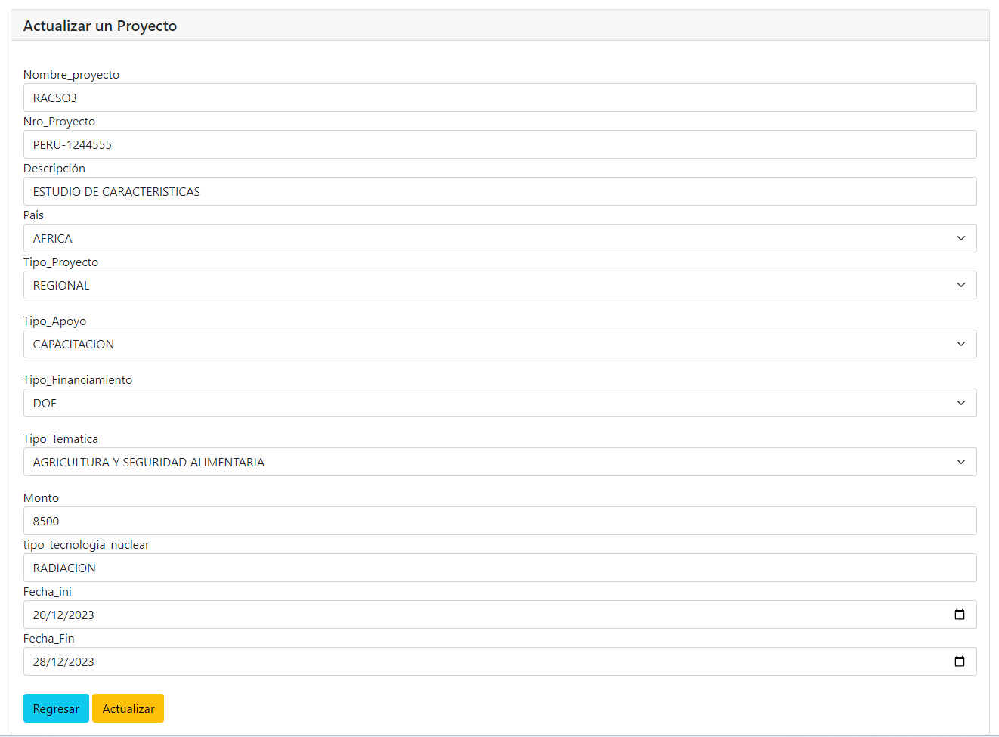 Actualizar un Proyecto
Nombre_proyecto
RACSO3
Nro_Proyecto
PERU-1244555
Descripción
ESTUDIO DE CARACTERISTICAS
Pais
AFRICA
Tipo_Proyecto
REGIONAL
Tipo_Apoyo
CAPACITACION
Tipo_Financiamiento
DOE
Tipo_Tematica
AGRICULTURA Y SEGURIDAD ALIMENTARIA
Monto
8500
tipo_tecnologia_nuclear
RADIACION
Fecha_ini
20/12/2023
Fecha_Fin
28/12/2023
Regresar Actualizar